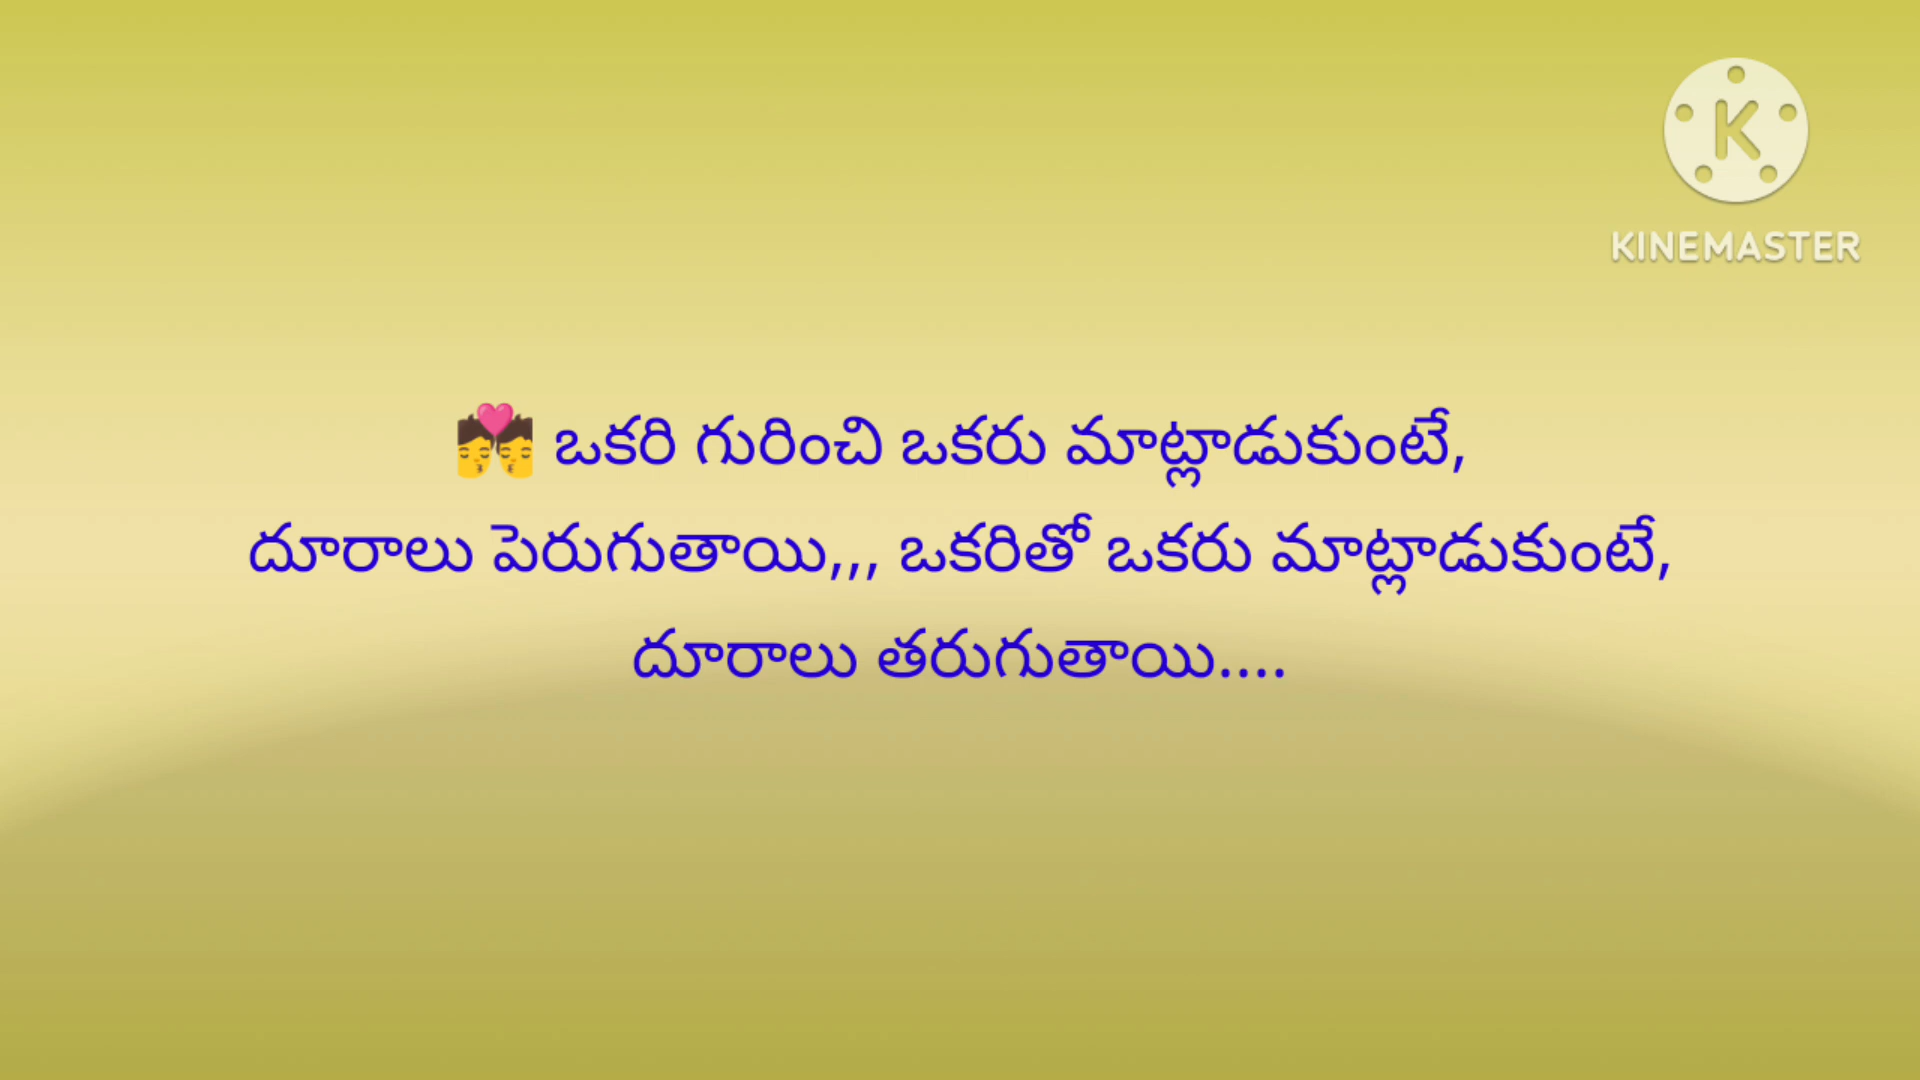 KINEMASTER
💏 ఒకరి గురించి ఒకరు మాట్లాడుకుంటే,
దూరాలు పెరుగుతాయి,,, ఒకరితో ఒకరు మాట్లాడుకుంటే,
దూరాలు తరుగుతాయి....